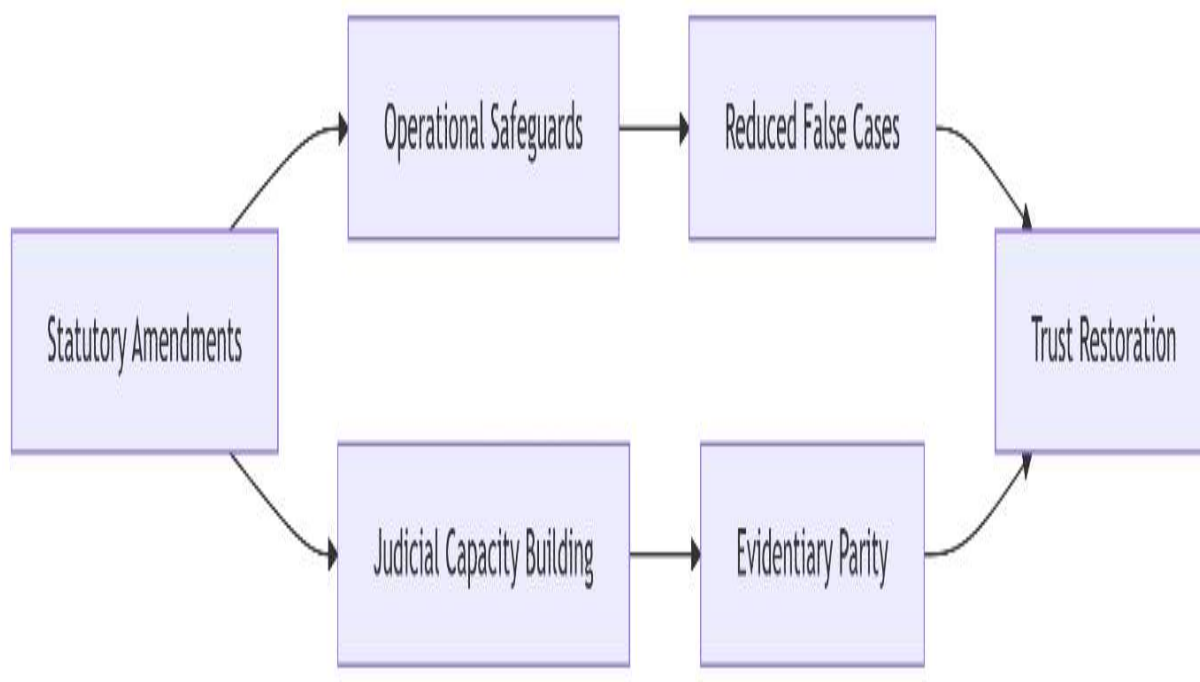 Operational Safeguards
Reduced False Cases
Statutory Amendments
Trust Restoration
Judicial Capacity Building
Evidentiary Parity